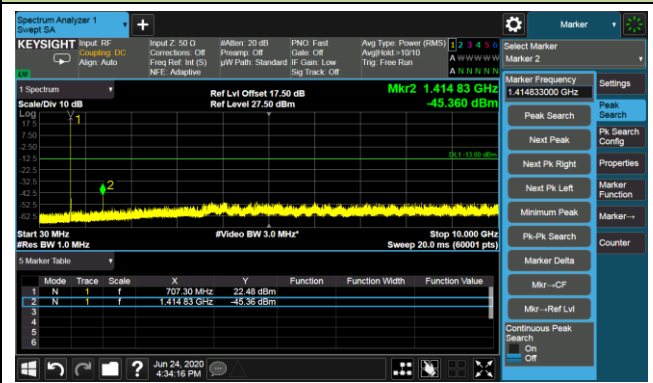 Spectrum Analyzer 1
Swept SA
Marker
KEYSIGHT
Input: RF
Coupling: DC
Align: Auto
Input Z: 50 Ω
Corrections: Off
Freq Ref: Int (S)
NFE: Adaptive
#Atten: 20 dB
Preamp: Off
µW Path: Standard
PNO: Fast
Gate: Off
IF Gain: Low
Sig Track: Off
Avg Type: Power (RMS)
Avg|Hold:>10/10
Trig: Free Run
1 2 3 4 5 6
A W W W W W
A N N N N N
Select Marker
Marker 2
LXI
1 Spectrum
Scale/Div 10 dB
Ref Lvl Offset 17.50 dB
Ref Level 27.50 dBm
Mkr2 1.414 83 GHz
-45.360 dBm
Log
17.5
7.50
-2.50
-12.5
-22.5
-32.5
-42.5
-52.5
-62.5
1
2
DL1 -13.00 dBm
Start 30 MHz
#Res BW 1.0 MHz
#Video BW 3.0 MHz*
Stop 10.000 GHz
Sweep 20.0 ms (60001 pts)
5 Marker Table
Mode Trace Scale X Y Function Function Width Function Value
1 N 1 f 707.30 MHz 22.48 dBm
2 N 1 f 1.414 83 GHz -45.36 dBm
3
4
5
6
Marker Frequency
1.414833000 GHz
Peak Search
Next Peak
Next Pk Right
Next Pk Left
Minimum Peak
Pk-Pk Search
Marker Delta
Mkr→CF
Mkr→Ref Lvl
Continuous Peak
Search
On
Off
Settings
Peak
Search
Pk Search
Config
Properties
Marker
Function
Marker→
Counter
?
Jun 24, 2020
4:34:16 PM